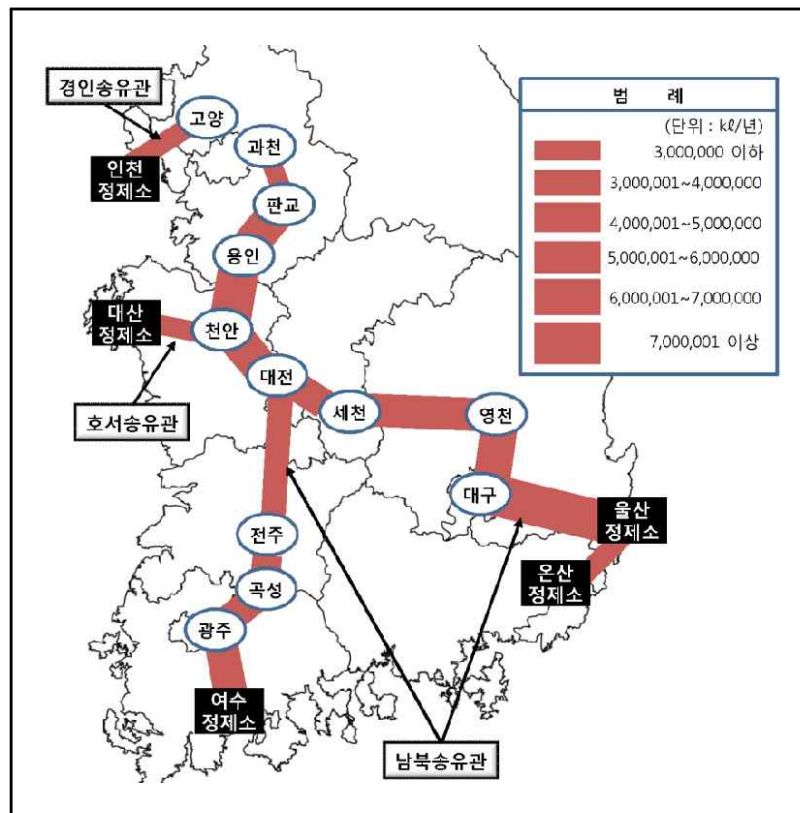 경인송유관
고양
과천
인천
정제소
판교
용인
대산
정제소
천안
대전
호서송유관
세천
영천
대구
울산
정제소
전주
온산
정제소
곡성
광주
여수
정제소
남북송유관
범 례
(단위 : kℓ/년)
3,000,000 이하
3,000,001~4,000,000
4,000,001~5,000,000
5,000,001~6,000,000
6,000,001~7,000,000
7,000,001 이상